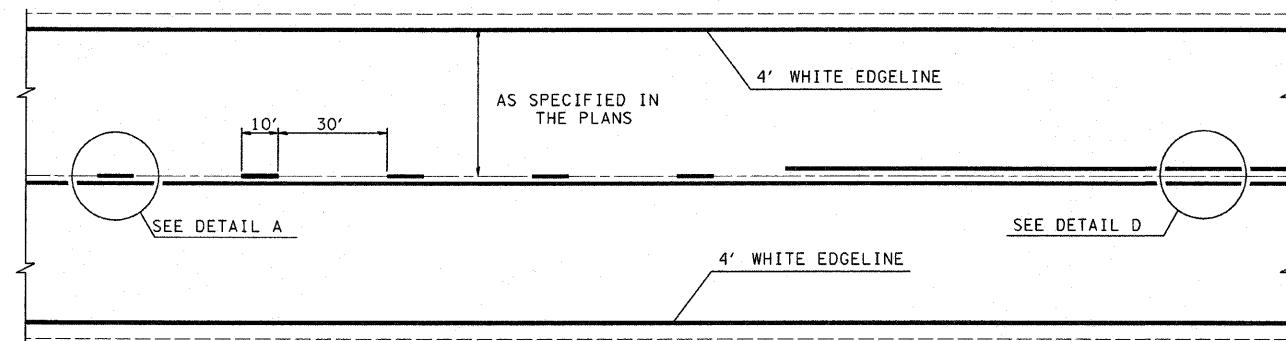 4' WHITE EDGELINE
AS SPECIFIED IN
THE PLANS
10' 30'
SEE DETAIL A
SEE DETAIL D
4' WHITE EDGELINE